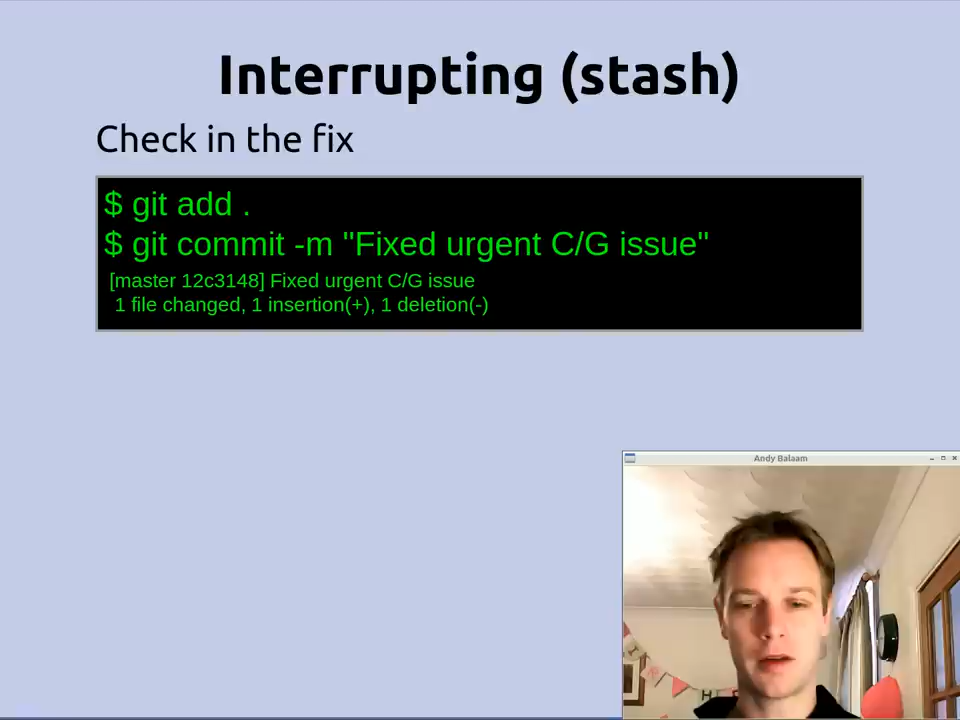 Interrupting (stash)
Check in the fix
$ git add .
$ git commit -m "Fixed urgent C/G issue"
[master 12c3148] Fixed urgent C/G issue
1 file changed, 1 insertion(+), 1 deletion(-)
Andy Balaam
H